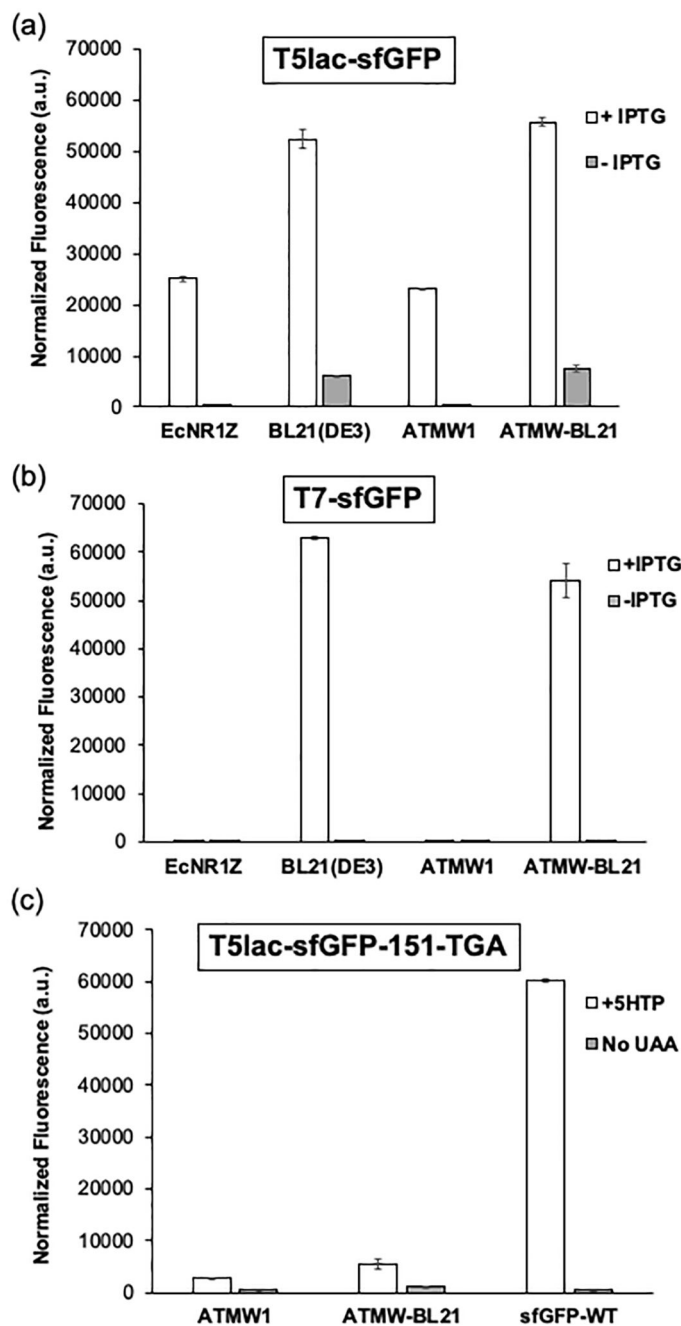 (a)
T5lac-sfGFP
Normalized Fluorescence (a.u.)
70000
60000
50000
40000
30000
20000
10000
0
+ IPTG
- IPTG
EcNR1Z BL21(DE3) ATMW1 ATMW-BL21
(b)
T7-sfGFP
Normalized Fluorescence (a.u.)
70000
60000
50000
40000
30000
20000
10000
0
+IPTG
-IPTG
EcNR1Z BL21(DE3) ATMW1 ATMW-BL21
(c)
T5lac-sfGFP-151-TGA
Normalized Fluorescence (a.u.)
70000
60000
50000
40000
30000
20000
10000
0
+5HTP
No UAA
ATMW1 ATMW-BL21 sfGFP-WT